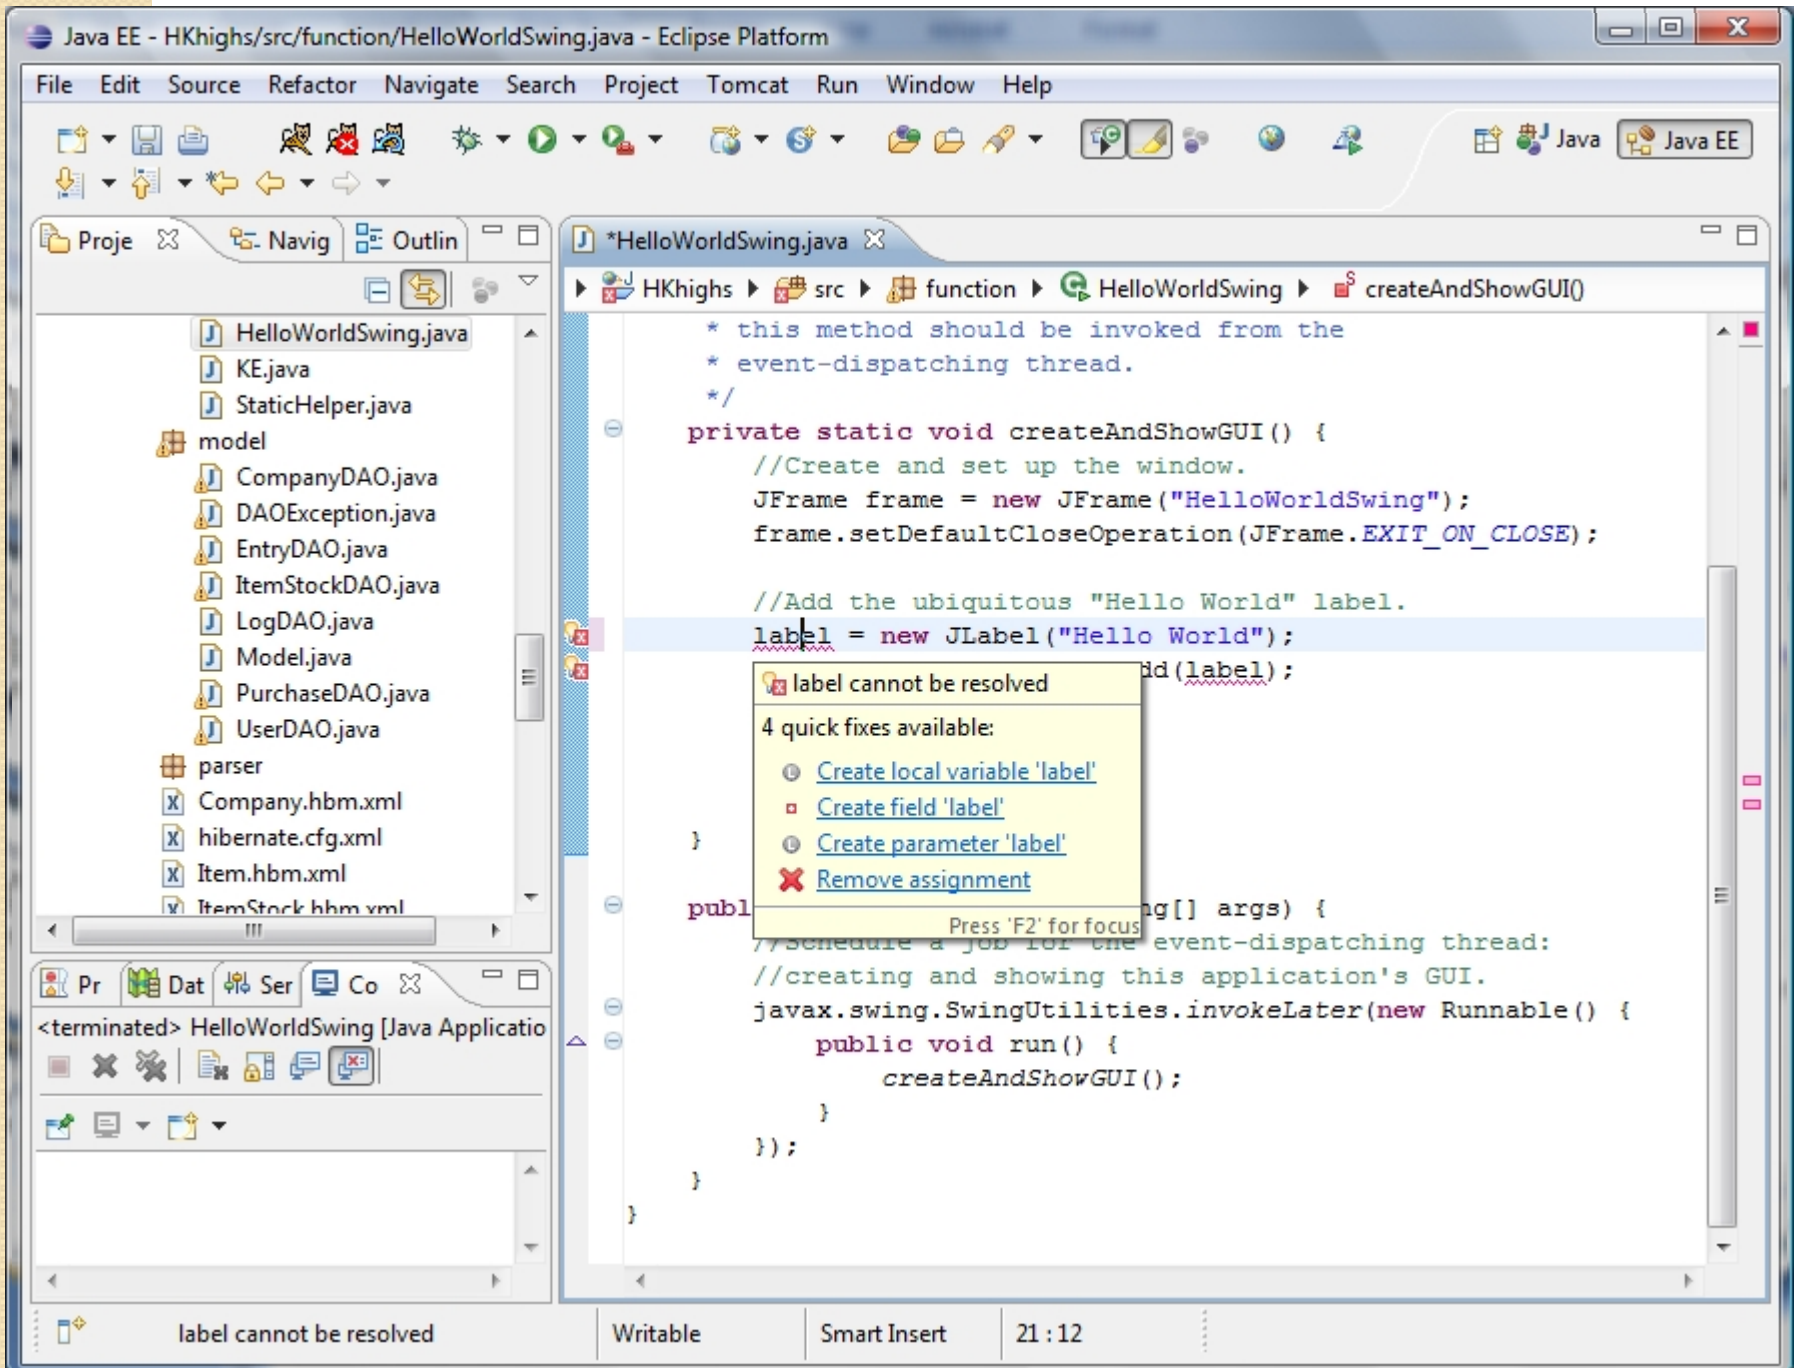 Java EE - HKhighs/src/function/HelloWorldSwing.java - Eclipse Platform
File Edit Source Refactor Navigate Search Project Tomcat Run Window Help
Java Java EE
Proje Navig Outlin
HelloWorldSwing.java
KE.java
StaticHelper.java
model
CompanyDAO.java
DAOException.java
EntryDAO.java
ItemStockDAO.java
LogDAO.java
Model.java
PurchaseDAO.java
UserDAO.java
parser
Company.hbm.xml
hibernate.cfg.xml
Item.hbm.xml
ItemStock.hbm.xml
Pr Dat Ser Co
<terminated> HelloWorldSwing [Java Applicatio
*HelloWorldSwing.java
HKhighs src function HelloWorldSwing createAndShowGUI()
* this method should be invoked from the
* event-dispatching thread.
*/
private static void createAndShowGUI() {
//Create and set up the window.
JFrame frame = new JFrame("HelloWorldSwing");
frame.setDefaultCloseOperation(JFrame.EXIT_ON_CLOSE);
//Add the ubiquitous "Hello World" label.
label = new JLabel("Hello World");
dd(label);
label cannot be resolved
4 quick fixes available:
Create local variable 'label'
Create field 'label'
Create parameter 'label'
Remove assignment
Press 'F2' for focus
}
publ ng[] args) {
//Schedule a job for the event-dispatching thread:
//creating and showing this application's GUI.
javax.swing.SwingUtilities.invokeLater(new Runnable() {
public void run() {
createAndShowGUI();
}
});
}
}
label cannot be resolved Writable Smart Insert 21 : 12